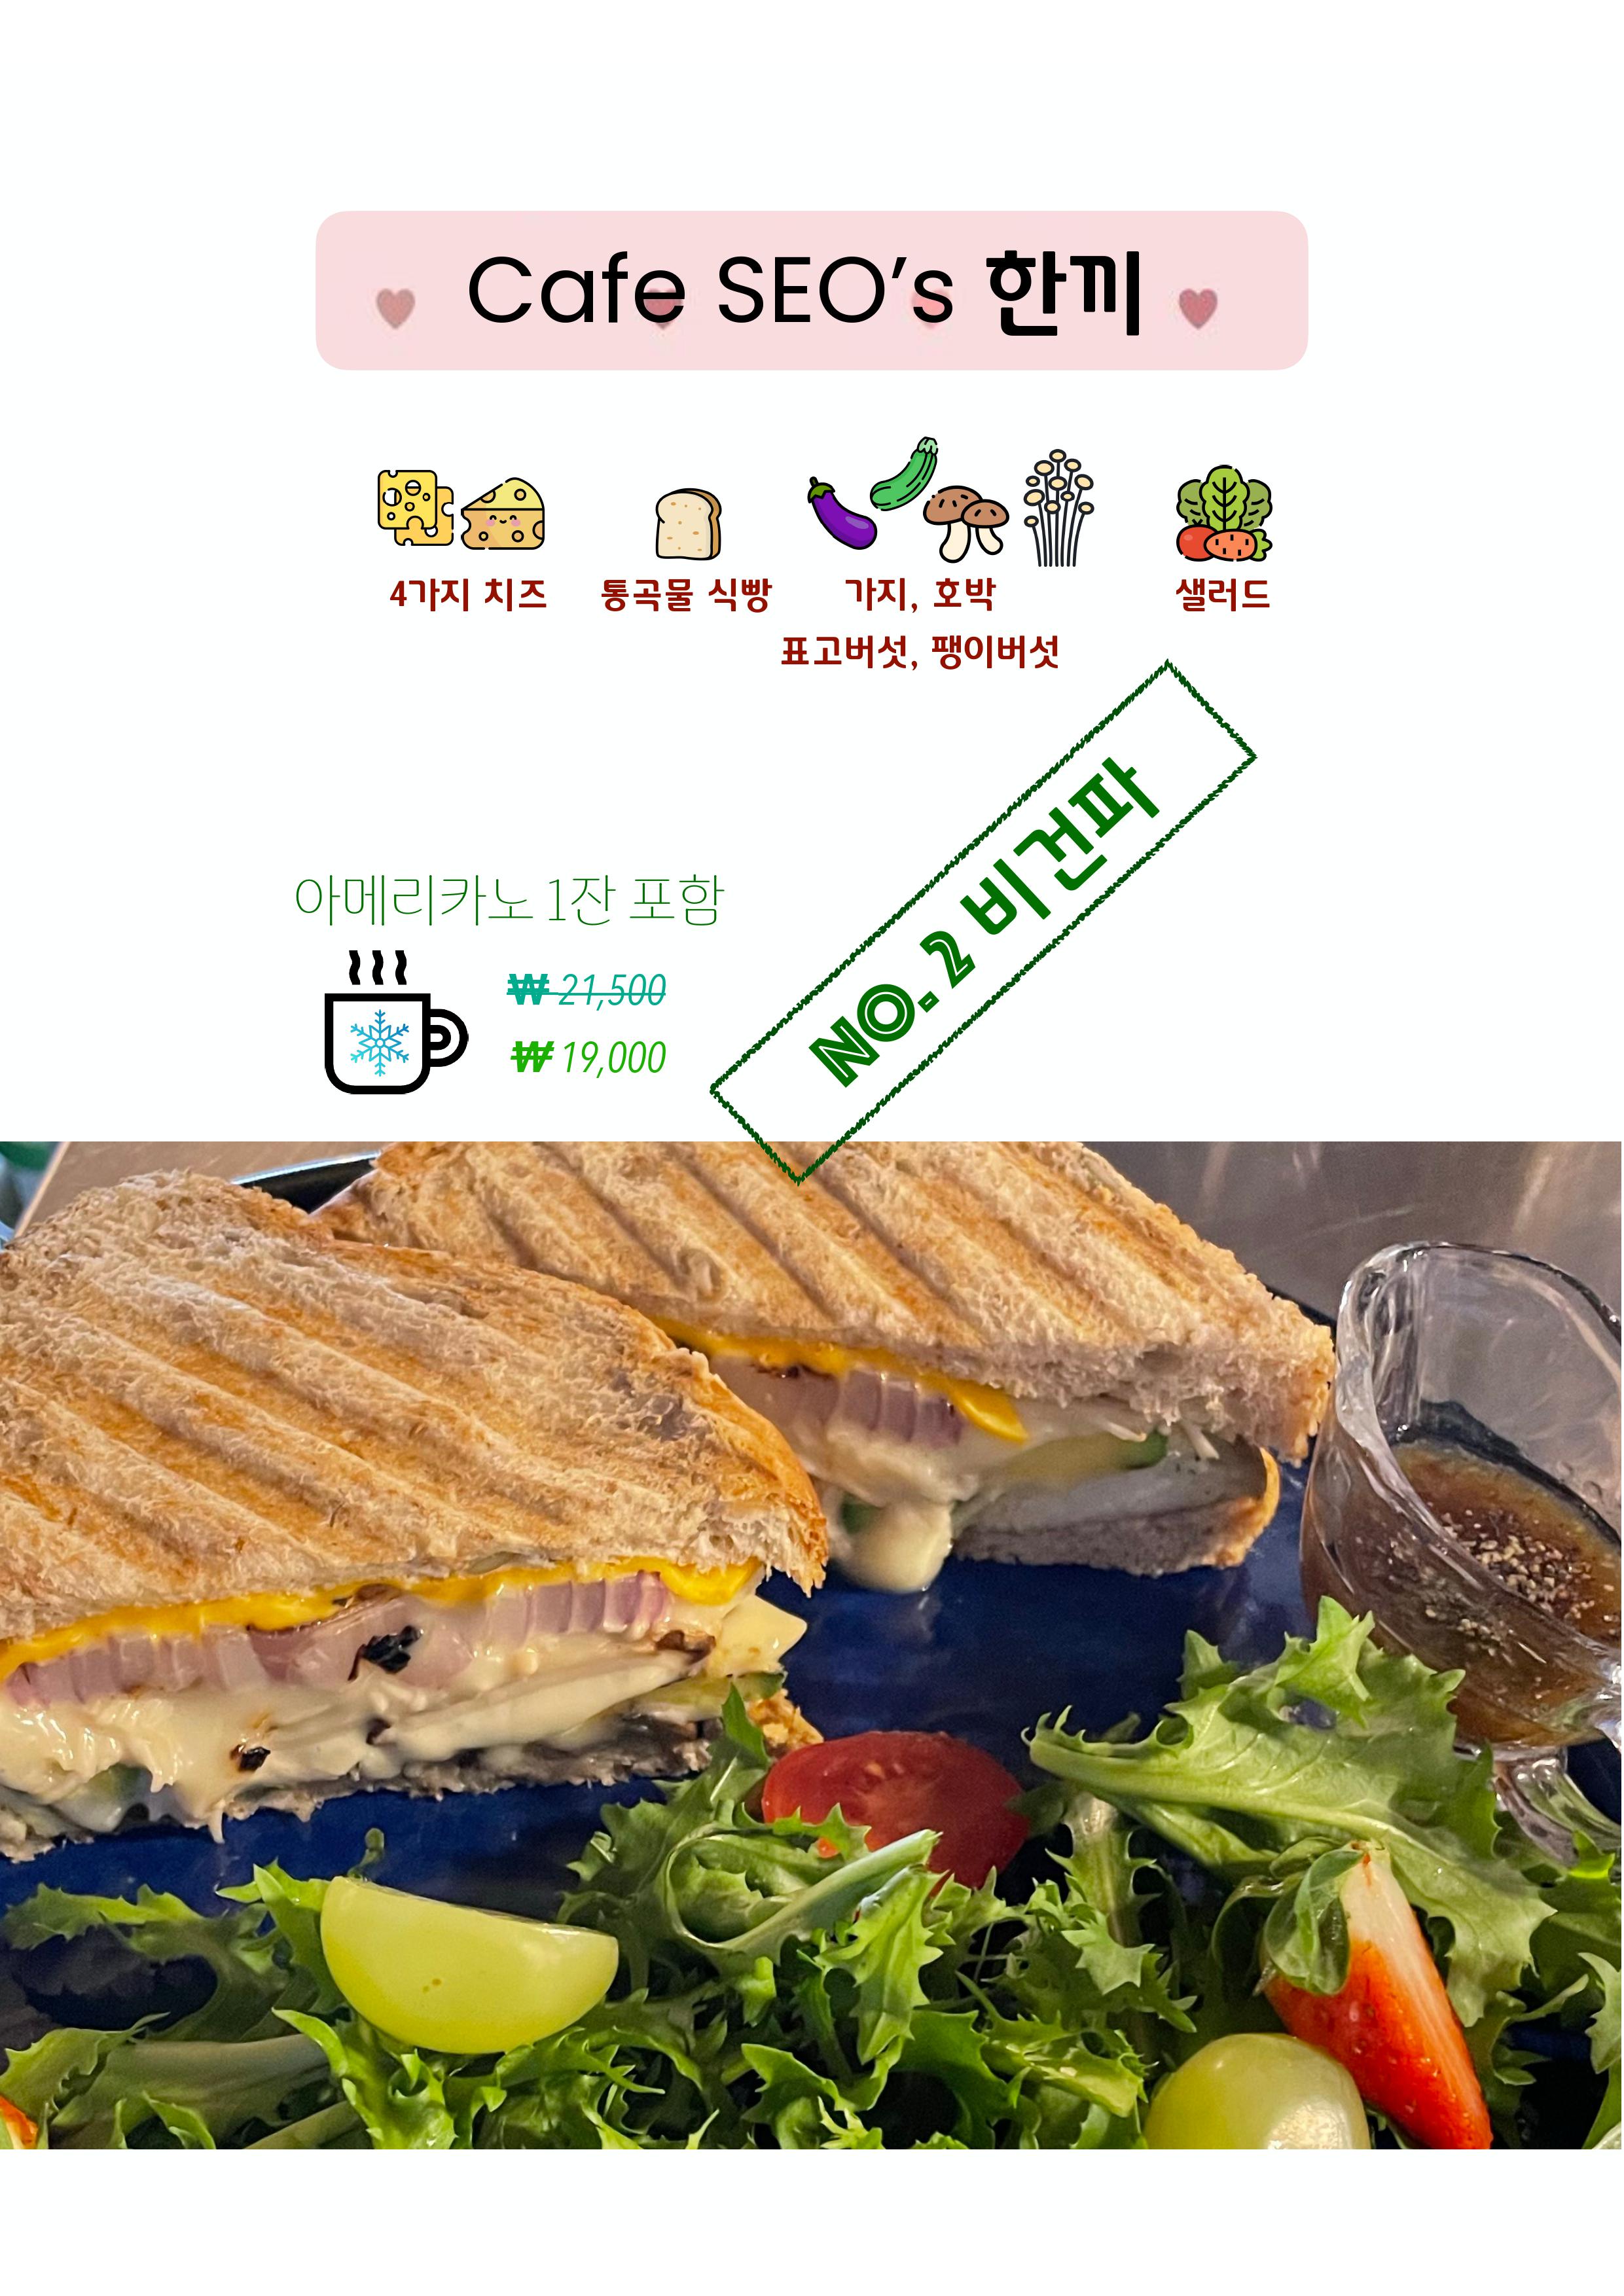 Cafe SEO’s 한끼
4가지 치즈
통곡물 식빵
가지, 호박
표고버섯, 팽이버섯
샐러드
NO. 2 비건파
아메리카노 1잔 포함
₩ 21,500
₩ 19,000